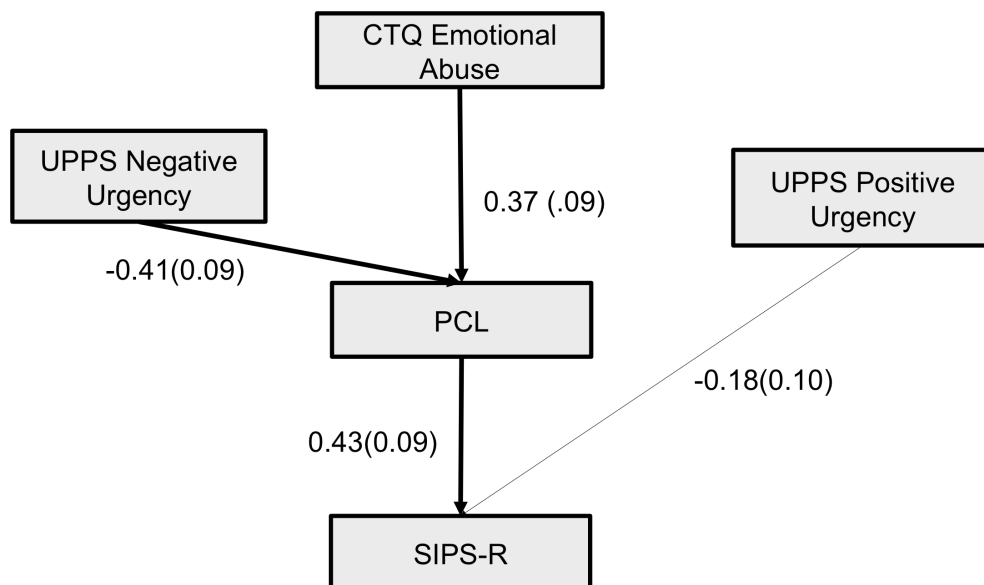 CTQ Emotional
Abuse
UPPS Negative
Urgency
UPPS Positive
Urgency
0.37 (.09)
-0.41(0.09)
PCL
-0.18(0.10)
0.43(0.09)
SIPS-R